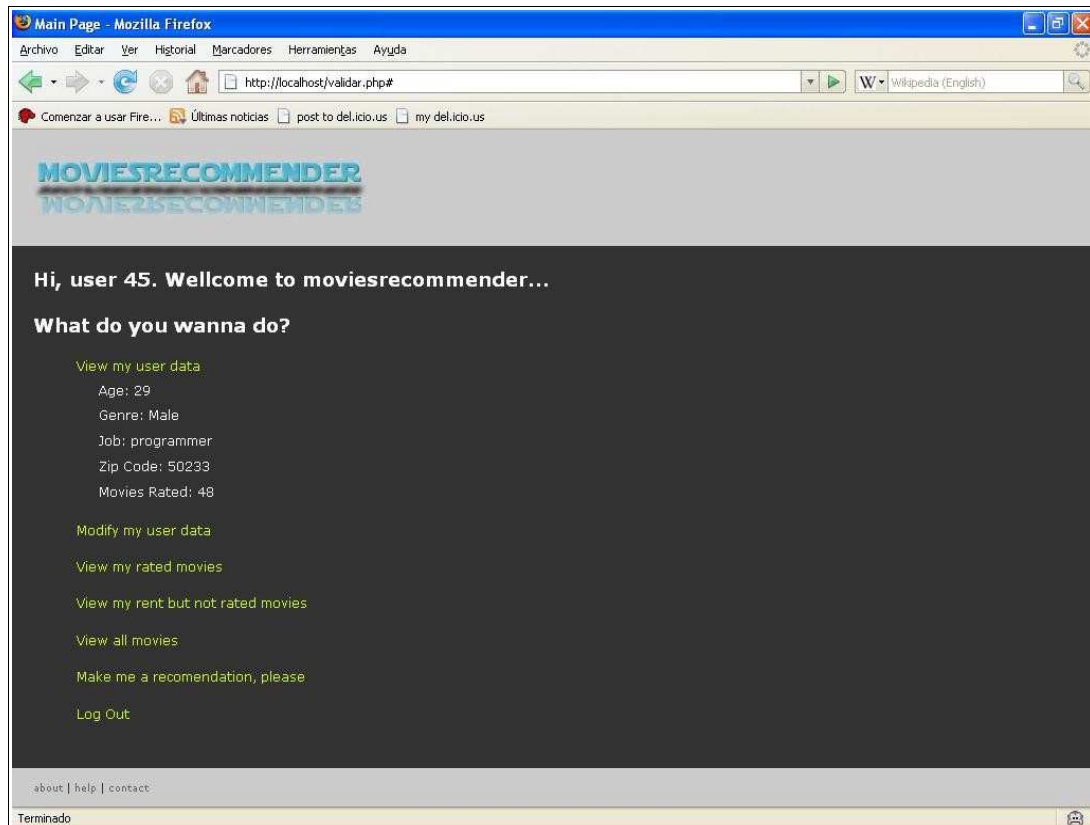 Main Page - Mozilla Firefox
Archivo Editar Ver Historial Marcadores Herramientas Ayuda
http://localhost/validar.php#
W Wikipedia (English)
Comenzar a usar Fire... Últimas noticias post to del.icio.us my del.icio.us
MOVIESRECOMMENDER
Hi, user 45. Wellcome to moviesrecommender...
What do you wanna do?
View my user data
Age: 29
Genre: Male
Job: programmer
Zip Code: 50233
Movies Rated: 48
Modify my user data
View my rated movies
View my rent but not rated movies
View all movies
Make me a recomendation, please
Log Out
about | help | contact
Terminado